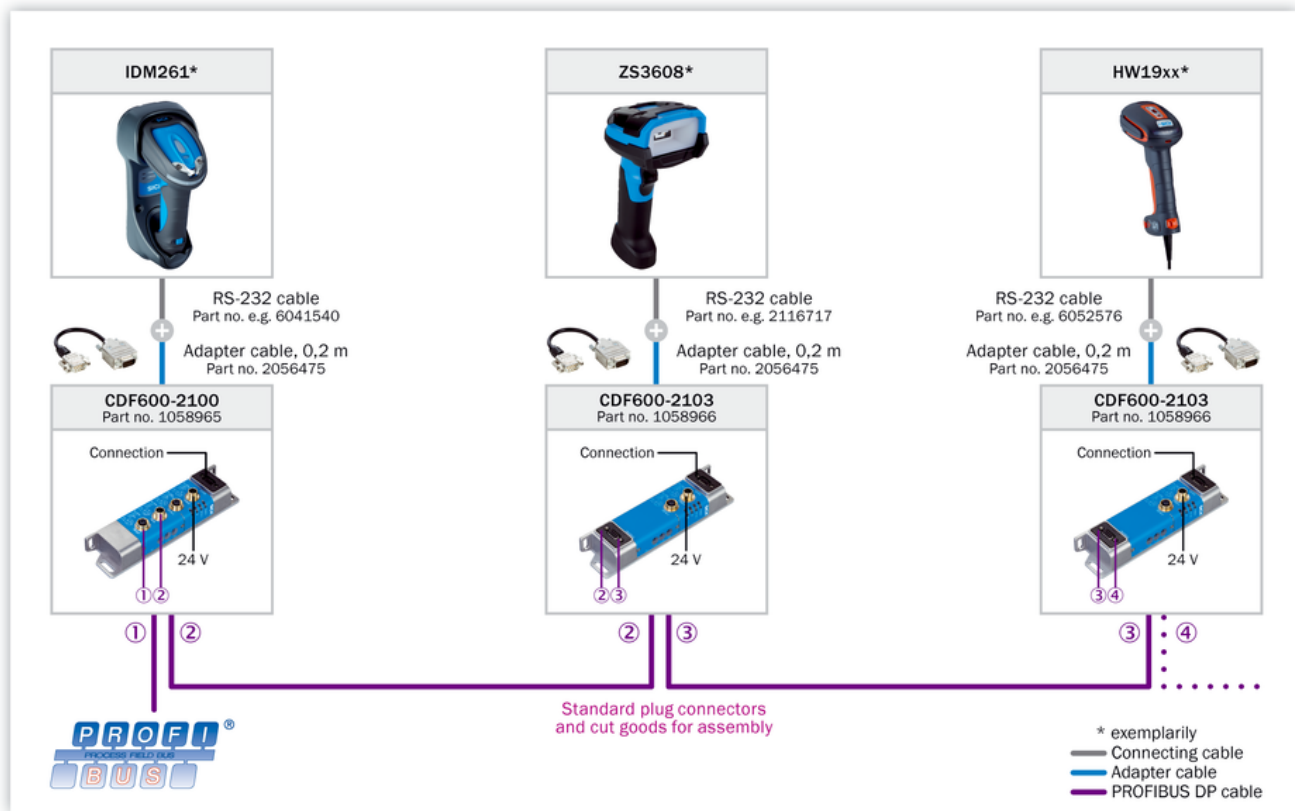 IDM261*
RS-232 cable
Part no. e.g. 6041540
Adapter cable, 0,2 m
Part no. 2056475
CDF600-2100
Part no. 1058965
Connection
24 V
①②
① ②
ZS3608*
RS-232 cable
Part no. e.g. 2116717
Adapter cable, 0,2 m
Part no. 2056475
CDF600-2103
Part no. 1058966
Connection
24 V
②③
② ③
HW19xx*
RS-232 cable
Part no. e.g. 6052576
Adapter cable, 0,2 m
Part no. 2056475
CDF600-2103
Part no. 1058966
Connection
24 V
③④
③ ④
Standard plug connectors
and cut goods for assembly
PROFI®
PROCESS FIELD BUS
BUS
* exemplarily
Connecting cable
Adapter cable
PROFIBUS DP cable